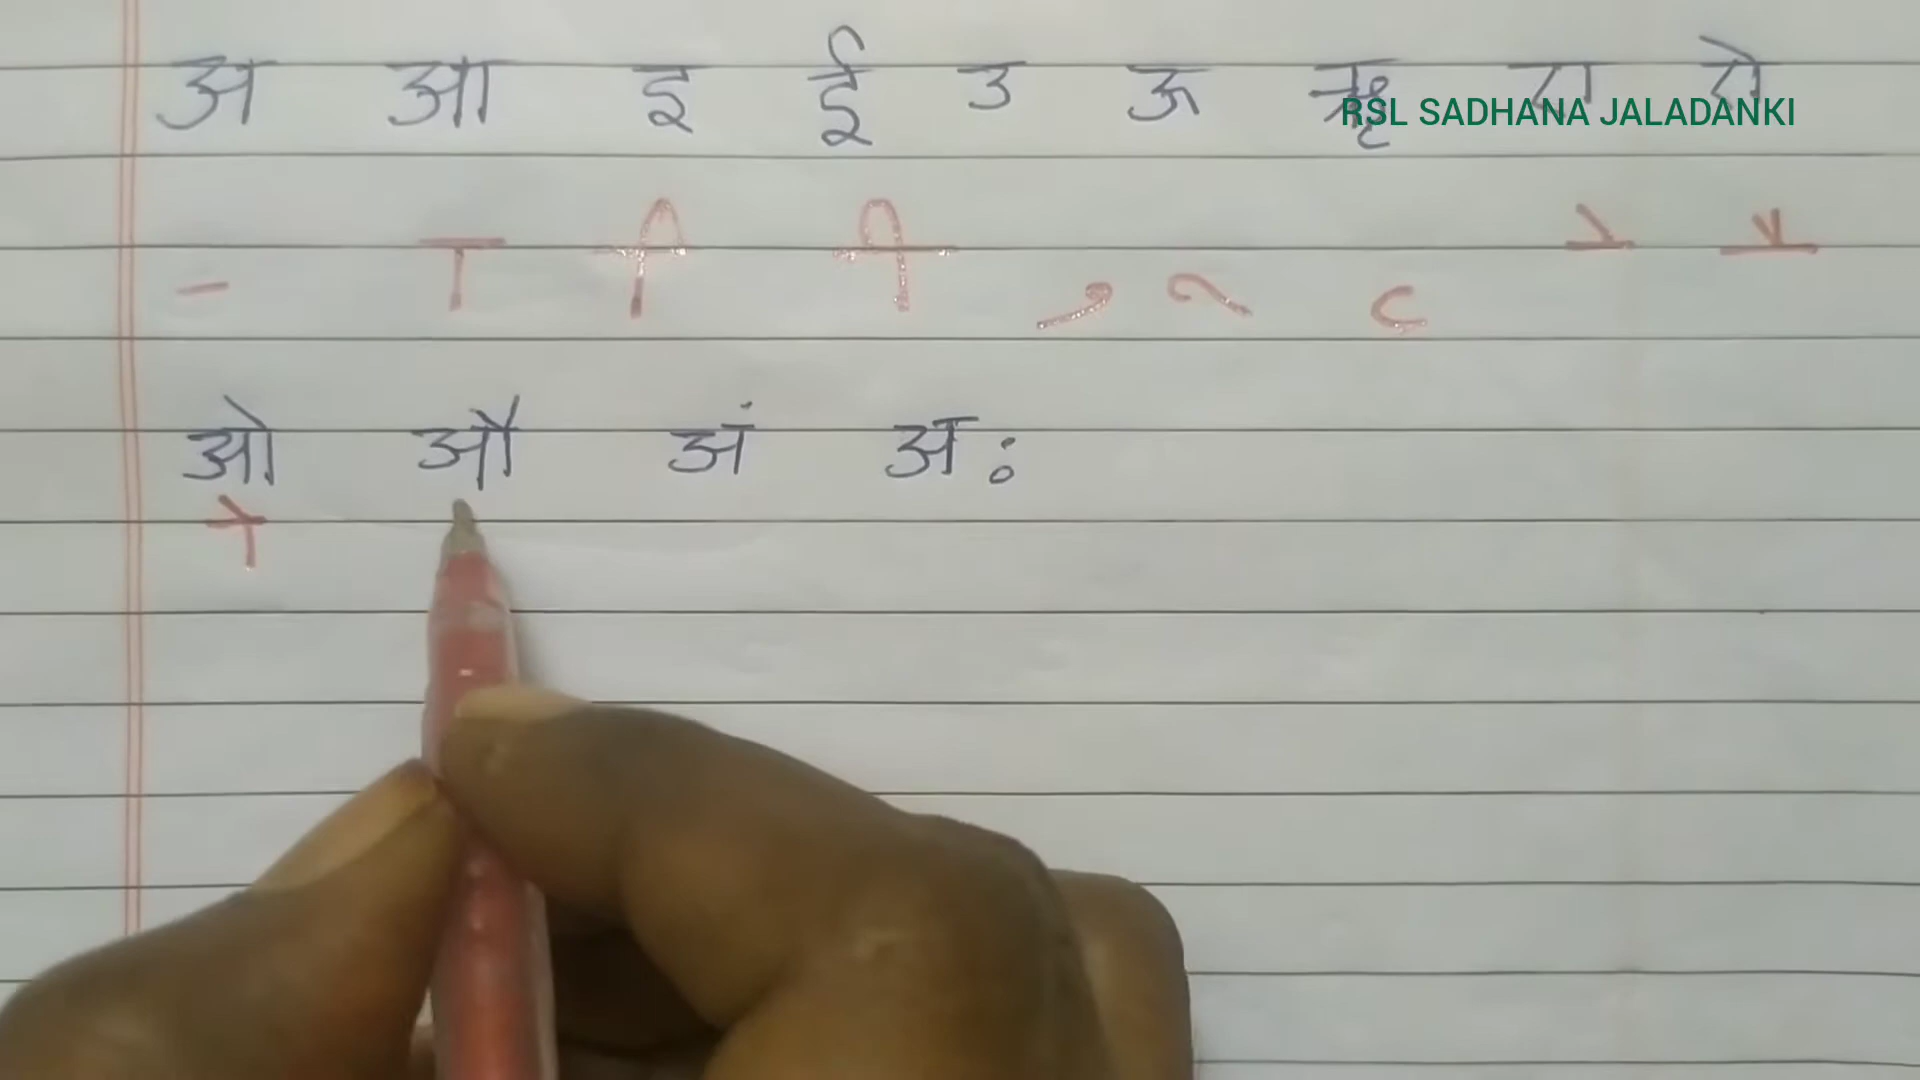 अ आ इ ई उ ऊ ऋ ए ऐ
RSL SADHANA JALADANKI
- ा ि ी ु ू ृ े ै
ओ औ अं अः
ो